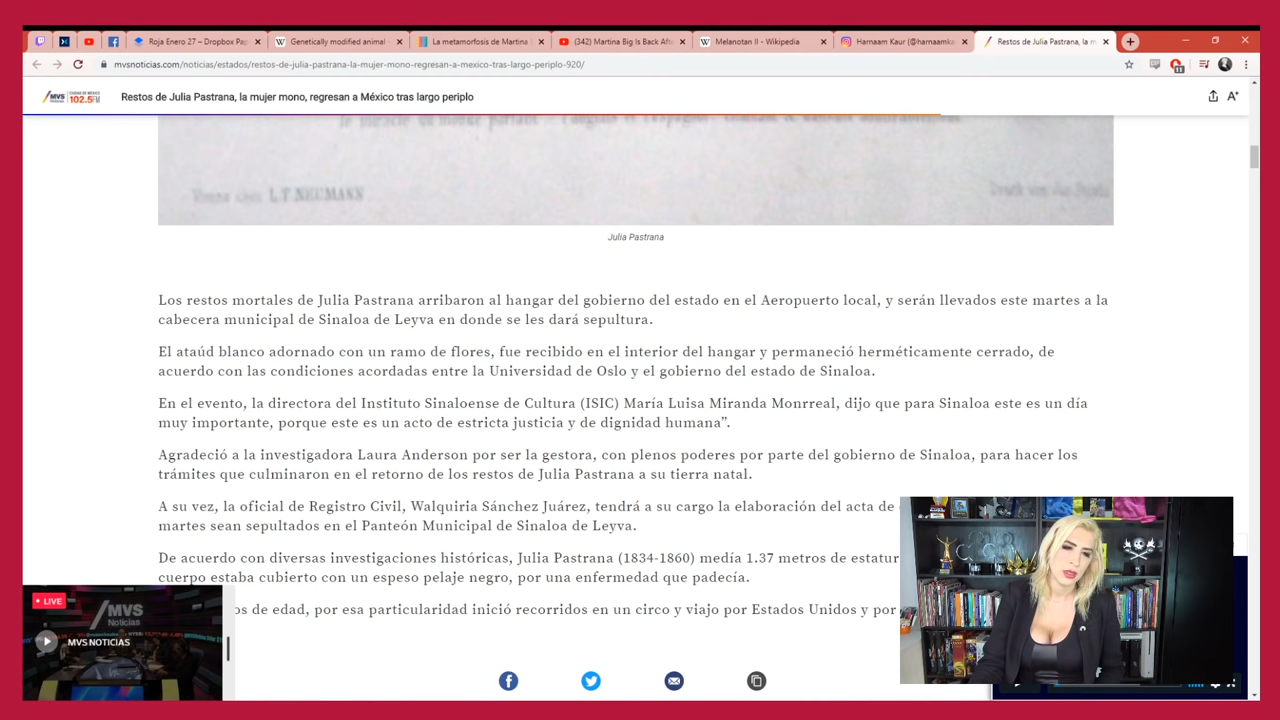 Roja Enero 27 – Dropbox Pap
Genetically modified animal -
La metamorfosis de Martina
(342) Martina Big Is Back Afte
Melanotan II - Wikipedia
Harnaam Kaur (@harnaamka
Restos de Julia Pastrana, la m
mvsnoticias.com/noticias/estados/restos-de-julia-pastrana-la-mujer-mono-regresan-a-mexico-tras-largo-periplo-920/
11
MVS 102.5FM
Restos de Julia Pastrana, la mujer mono, regresan a México tras largo periplo
A+
L.T. NEUMANN
Julia Pastrana
Los restos mortales de Julia Pastrana arribaron al hangar del gobierno del estado en el Aeropuerto local, y serán llevados este martes a la
cabecera municipal de Sinaloa de Leyva en donde se les dará sepultura.
El ataúd blanco adornado con un ramo de flores, fue recibido en el interior del hangar y permaneció herméticamente cerrado, de
acuerdo con las condiciones acordadas entre la Universidad de Oslo y el gobierno del estado de Sinaloa.
En el evento, la directora del Instituto Sinaloense de Cultura (ISIC) María Luisa Miranda Monrreal, dijo que para Sinaloa este es un día
muy importante, porque este es un acto de estricta justicia y de dignidad humana”.
Agradeció a la investigadora Laura Anderson por ser la gestora, con plenos poderes por parte del gobierno de Sinaloa, para hacer los
trámites que culminaron en el retorno de los restos de Julia Pastrana a su tierra natal.
A su vez, la oficial de Registro Civil, Walquiria Sánchez Juárez, tendrá a su cargo la elaboración del acta de
martes sean sepultados en el Panteón Municipal de Sinaloa de Leyva.
De acuerdo con diversas investigaciones históricas, Julia Pastrana (1834-1860) medía 1.37 metros de estatur
cuerpo estaba cubierto con un espeso pelaje negro, por una enfermedad que padecía.
os de edad, por esa particularidad inició recorridos en un circo y viajo por Estados Unidos y por
LIVE
MVS
Noticias
MVS NOTICIAS